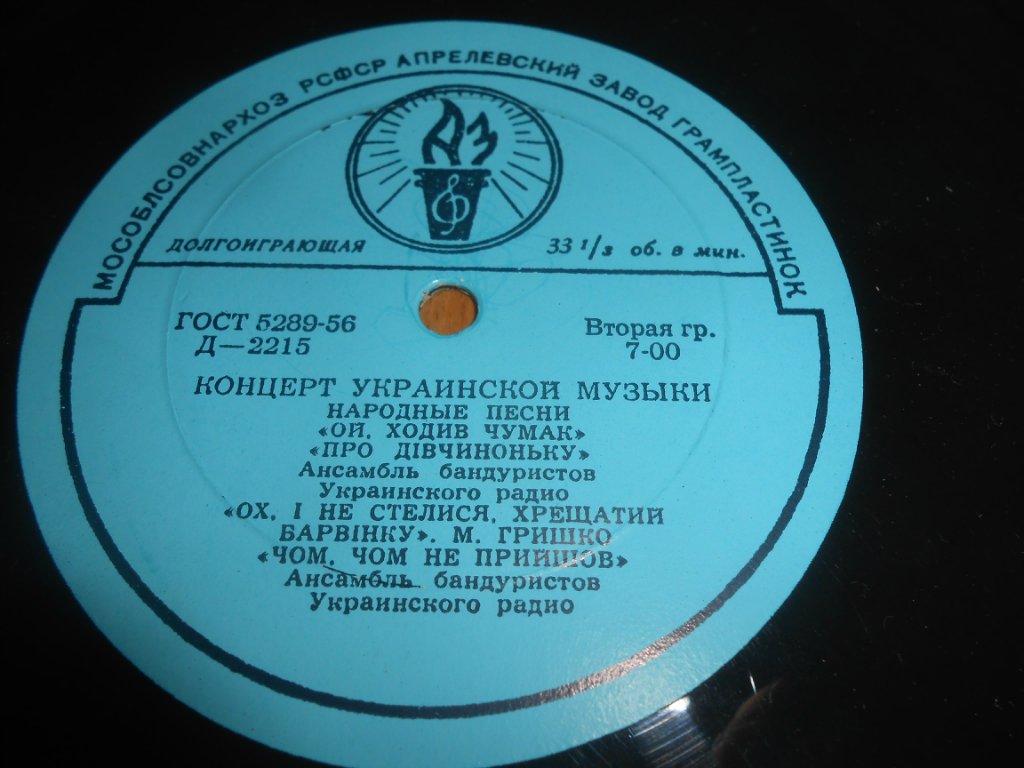 МОСОБЛСОВНАРХОЗ РСФСР АПРЕЛЕВСКИЙ ЗАВОД ГРАМПЛАСТИНОК
АЗ
ДОЛГОИГРАЮЩАЯ 33 1/3 об. в мин.
ГОСТ 5289-56 Вторая гр.
Д—2215 7-00
КОНЦЕРТ УКРАИНСКОЙ МУЗЫКИ
НАРОДНЫЕ ПЕСНИ
«ОЙ, ХОДИВ ЧУМАК»
«ПРО ДІВЧИНОНЬКУ»
Ансамбль бандуристов
Украинского радио
«ОХ, І НЕ СТЕЛИСЯ, ХРЕЩАТИЙ
БАРВІНКУ». М. ГРИШКО
«ЧОМ, ЧОМ НЕ ПРИЙШОВ»
Ансамбль бандуристов
Украинского радио